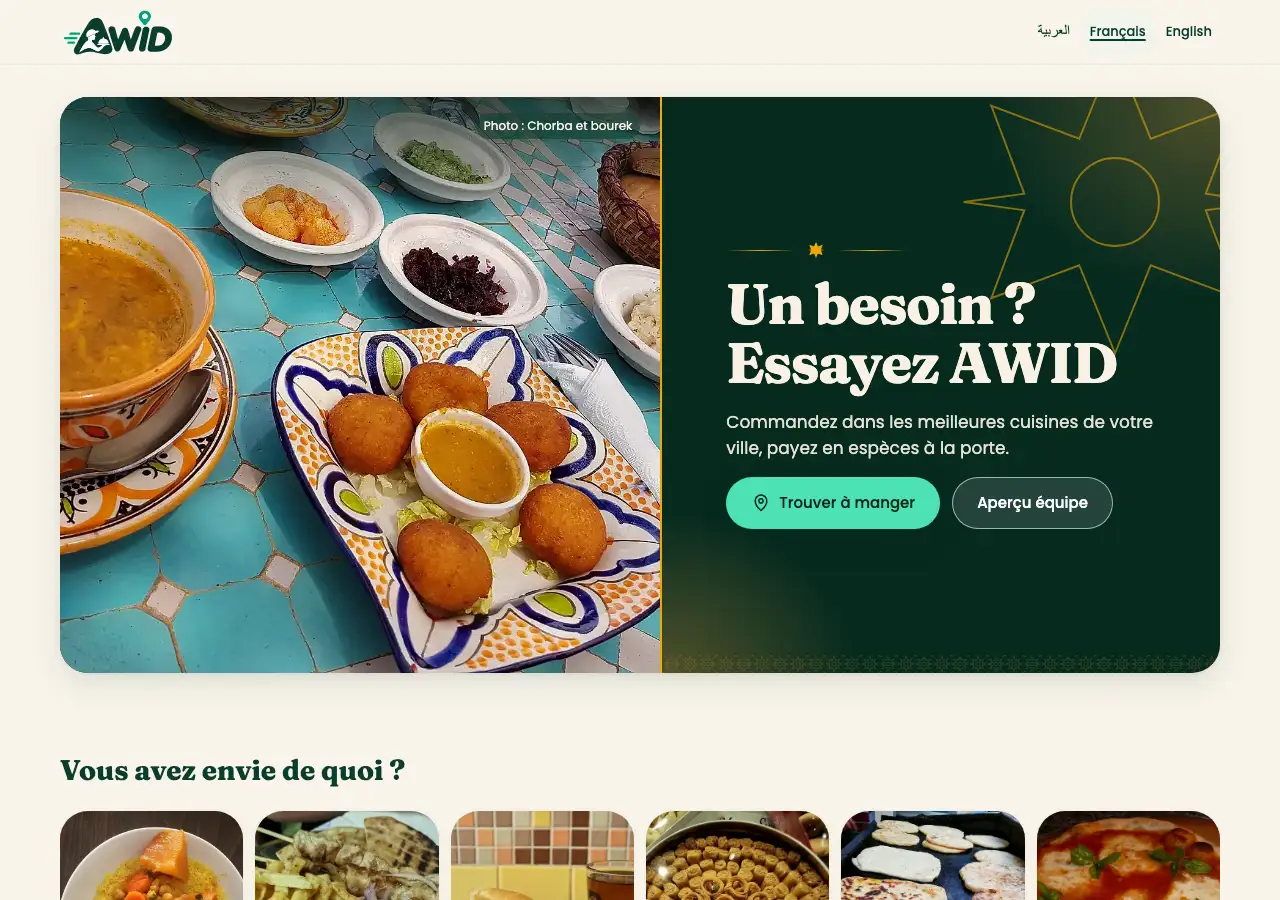 AWID
العربية
Français
English
Photo : Chorba et bourek
Un besoin ?
Essayez AWID
Commandez dans les meilleures cuisines de votre
ville, payez en espèces à la porte.
Trouver à manger
Aperçu équipe
Vous avez envie de quoi ?